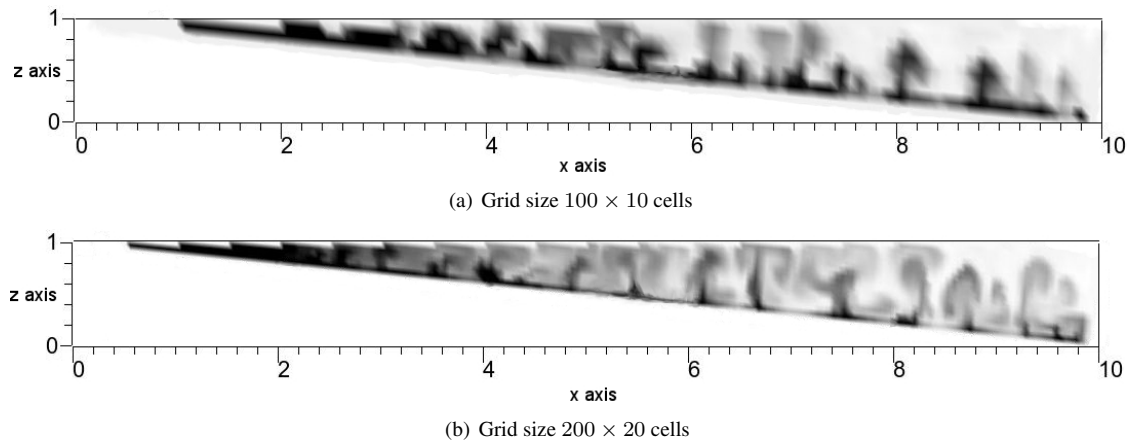 1
z axis
0
0 2 4 6 8 10
x axis
(a) Grid size 100 × 10 cells
1
z axis
0
0 2 4 6 8 10
x axis
(b) Grid size 200 × 20 cells